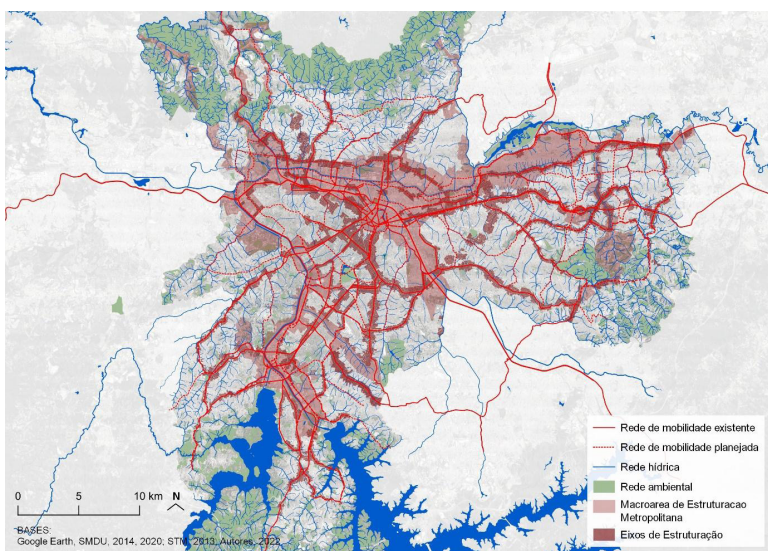 Rede de mobilidade existente
Rede de mobilidade planejada
Rede hídrica
Rede ambiental
Macroarea de Estruturacao
Metropolitana
Eixos de Estruturação
0 5 10 km N
BASES:
Google Earth, SMDU, 2014, 2020; STM, 2013, Autores, 2022